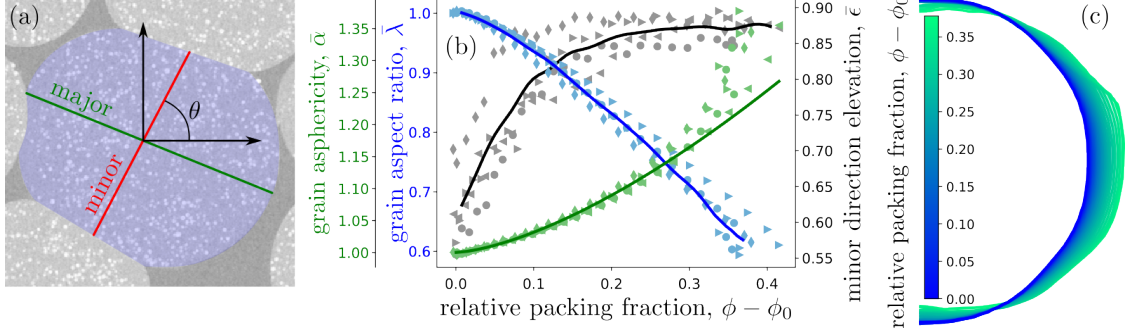 (a)
major
minor
θ
grain asphericity, ᾱ
1.35
1.30
1.25
1.20
1.15
1.10
1.05
1.00
grain aspect ratio, λ̄
1.0
0.9
0.8
0.7
0.6
(b)
0.0 0.1 0.2 0.3 0.4
relative packing fraction, ϕ − ϕ₀
0.90
0.85
0.80
0.75
0.70
0.65
0.60
0.55
minor direction elevation, ϵ̄
relative packing fraction, ϕ − ϕ₀
(c)
0.35
0.30
0.25
0.20
0.15
0.10
0.05
0.00